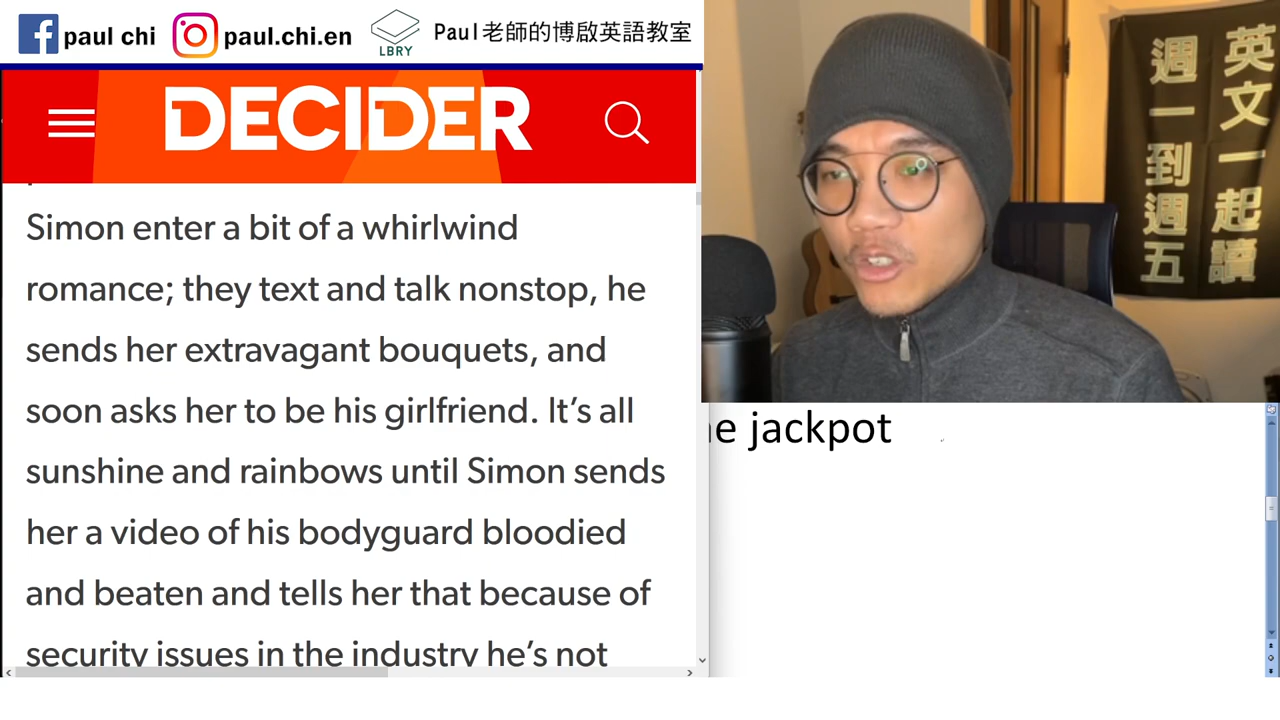 paul chi
paul.chi.en
LBRY
Paul老師的博啟英語教室
DECIDER
Simon enter a bit of a whirlwind
romance; they text and talk nonstop, he
sends her extravagant bouquets, and
soon asks her to be his girlfriend. It's all
sunshine and rainbows until Simon sends
her a video of his bodyguard bloodied
and beaten and tells her that because of
security issues in the industry he's not
英文一起讀
週一到週五
e jackpot